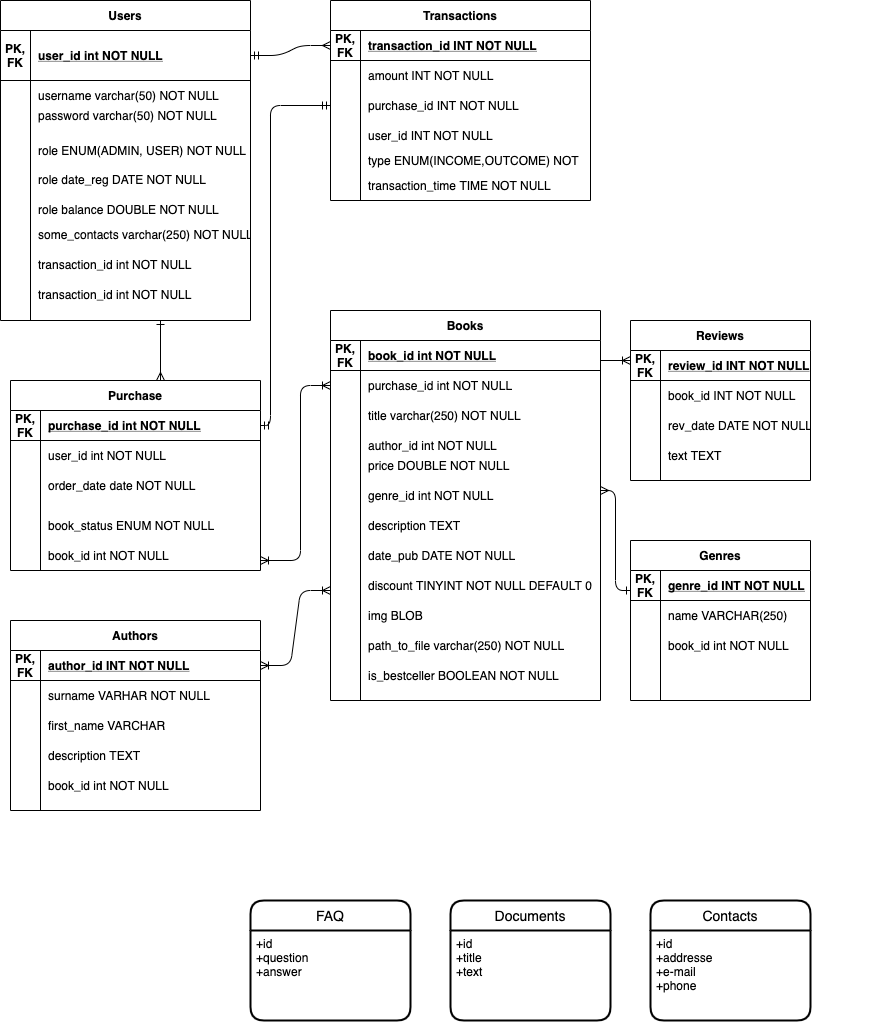 Users
PK,
FK
user_id int NOT NULL
username varchar(50) NOT NULL
password varchar(50) NOT NULL
role ENUM(ADMIN, USER) NOT NULL
role date_reg DATE NOT NULL
role balance DOUBLE NOT NULL
some_contacts varchar(250) NOT NULL
transaction_id int NOT NULL
transaction_id int NOT NULL
Transactions
PK,
FK
transaction_id INT NOT NULL
amount INT NOT NULL
purchase_id INT NOT NULL
user_id INT NOT NULL
type ENUM(INCOME,OUTCOME) NOT
transaction_time TIME NOT NULL
Purchase
PK,
FK
purchase_id int NOT NULL
user_id int NOT NULL
order_date date NOT NULL
book_status ENUM NOT NULL
book_id int NOT NULL
Books
PK,
FK
book_id int NOT NULL
purchase_id int NOT NULL
title varchar(250) NOT NULL
author_id int NOT NULL
price DOUBLE NOT NULL
genre_id int NOT NULL
description TEXT
date_pub DATE NOT NULL
discount TINYINT NOT NULL DEFAULT 0
img BLOB
path_to_file varchar(250) NOT NULL
is_bestceller BOOLEAN NOT NULL
Reviews
PK,
FK
review_id INT NOT NULL
book_id INT NOT NULL
rev_date DATE NOT NULL
text TEXT
Genres
PK,
FK
genre_id INT NOT NULL
name VARCHAR(250)
book_id int NOT NULL
Authors
PK,
FK
author_id INT NOT NULL
surname VARHAR NOT NULL
first_name VARCHAR
description TEXT
book_id int NOT NULL
FAQ
+id
+question
+answer
Documents
+id
+title
+text
Contacts
+id
+addresse
+e-mail
+phone